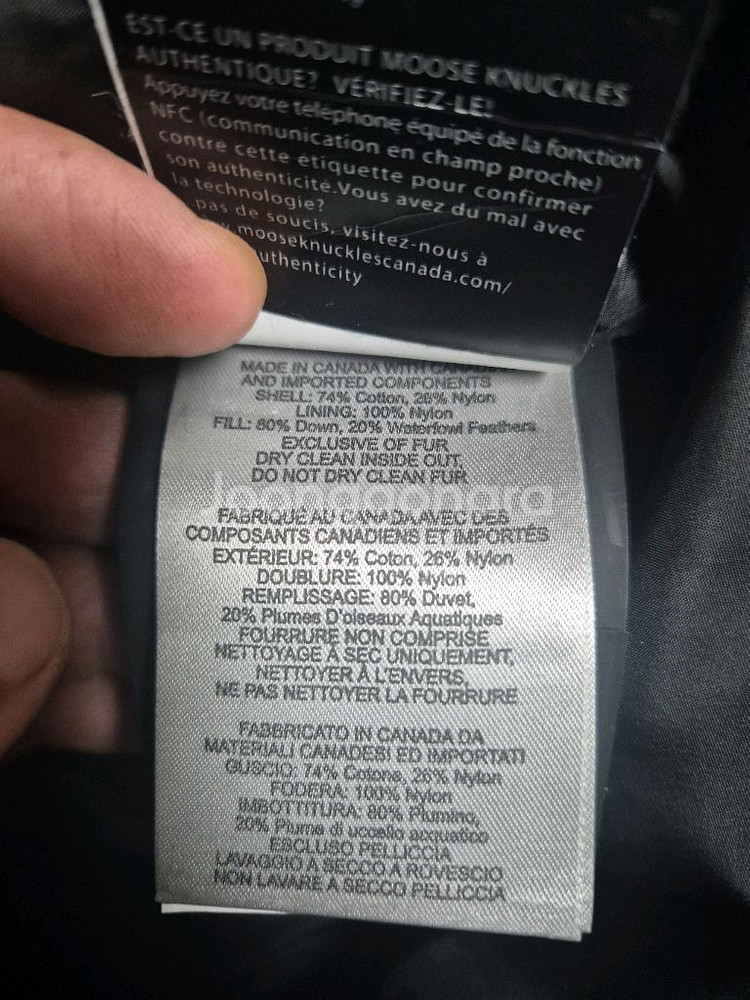 EST-CE UN PRODUIT MOOSE KNUCKLES
AUTHENTIQUE? VÉRIFIEZ-LE!
Appuyez votre téléphone équipé de la fonction
NFC (communication en champ proche)
contre cette étiquette pour confirmer
son authenticité.Vous avez du mal avec
la technologie?
pas de soucis, visitez-nous à
mooseknucklescanada.com/
uthenticity
MADE IN CANADA WITH
AND IMPORTED COMPONENTS
SHELL: 74% Cotton, 26% Nylon
LINING: 100% Nylon
FILL: 80% Down, 20% Waterfowl Feathers
EXCLUSIVE OF FUR
DRY CLEAN INSIDE OUT,
DO NOT DRY CLEAN FUR
FABRIQUÉ AU CANADA AVEC DES
COMPOSANTS CANADIENS ET IMPORTÉS
EXTÉRIEUR: 74% Coton, 26% Nylon
DOUBLURE: 100% Nylon
REMPLISSAGE: 80% Duvet,
20% Plumes D'oiseaux Aquatiques
FOURRURE NON COMPRISE
NETTOYAGE À SEC UNIQUEMENT,
NETTOYER À L'ENVERS,
NE PAS NETTOYER LA FOURRURE
FABBRICATO IN CANADA DA
MATERIALI CANADESI ED IMPORTATI
GUSCIO: 74% Cotone, 26% Nylon
FODERA: 100% Nylon
IMBOTTITURA: 80% Piumino,
20% Piume di uccello acquatico
ESCLUSO PELLICCIA
LAVAGGIO A SECCO A ROVESCIO
NON LAVARE A SECCO PELLICCIA